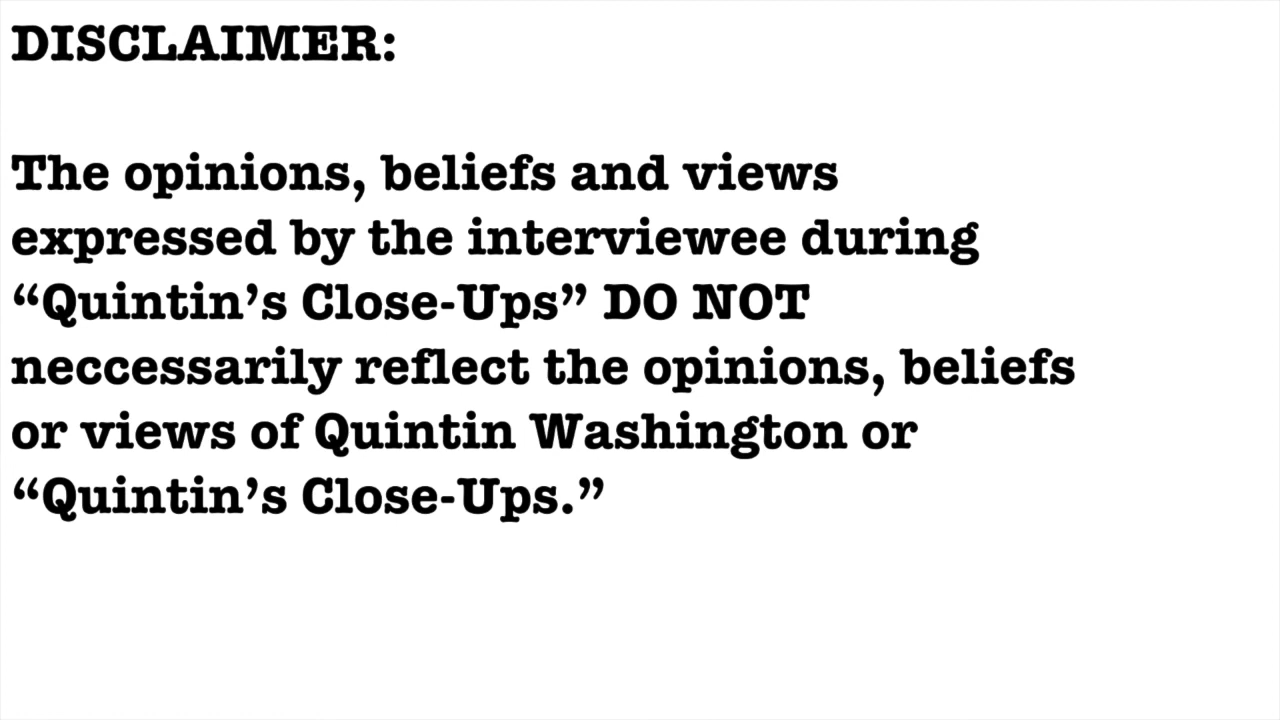 DISCLAIMER:
The opinions, beliefs and views
expressed by the interviewee during
“Quintin’s Close-Ups” DO NOT
neccessarily reflect the opinions, beliefs
or views of Quintin Washington or
“Quintin’s Close-Ups.”